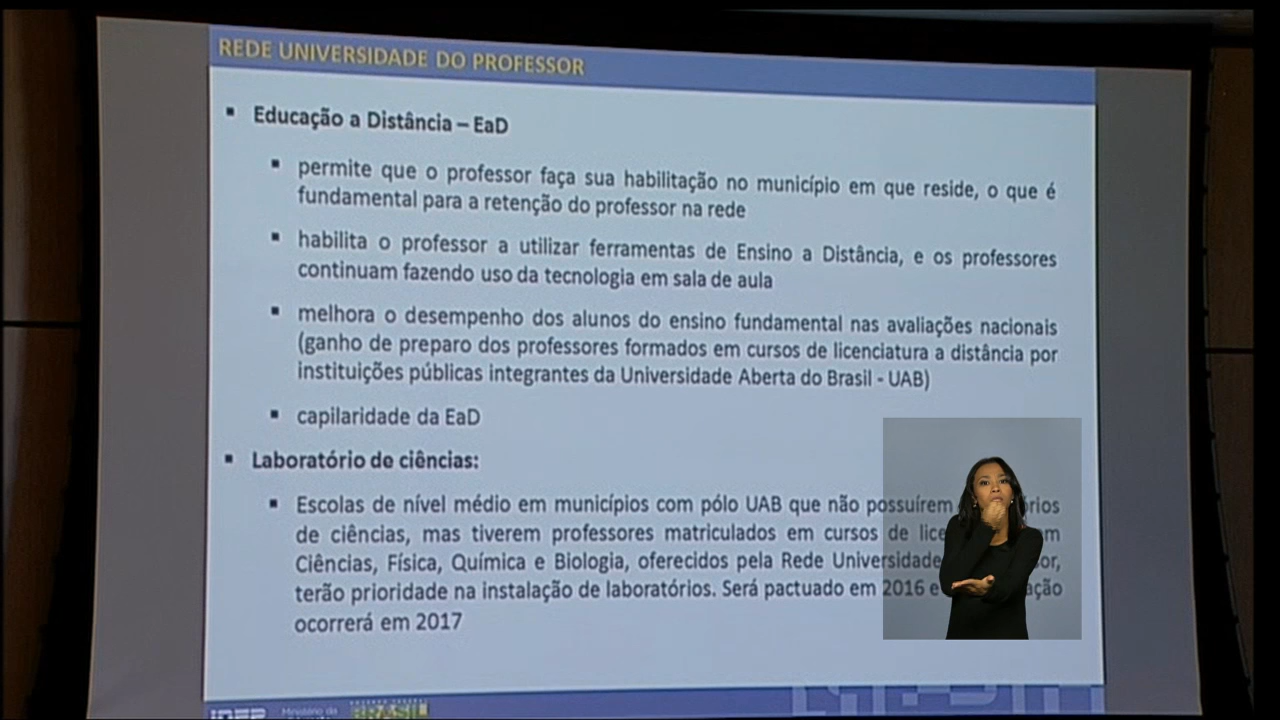 REDE UNIVERSIDADE DO PROFESSOR
▪ Educação a Distância – EaD
▪ permite que o professor faça sua habilitação no município em que reside, o que é
fundamental para a retenção do professor na rede
▪ habilita o professor a utilizar ferramentas de Ensino a Distância, e os professores
continuam fazendo uso da tecnologia em sala de aula
▪ melhora o desempenho dos alunos do ensino fundamental nas avaliações nacionais
(ganho de preparo dos professores formados em cursos de licenciatura a distância por
instituições públicas integrantes da Universidade Aberta do Brasil - UAB)
▪ capilaridade da EaD
▪ Laboratório de ciências:
▪ Escolas de nível médio em municípios com pólo UAB que não possuírem
de ciências, mas tiverem professores matriculados em cursos de
Ciências, Física, Química e Biologia, oferecidos pela Rede Universidade
terão prioridade na instalação de laboratórios. Será pactuado em 2016 e
ocorrerá em 2017
INEP Ministério da BRASIL